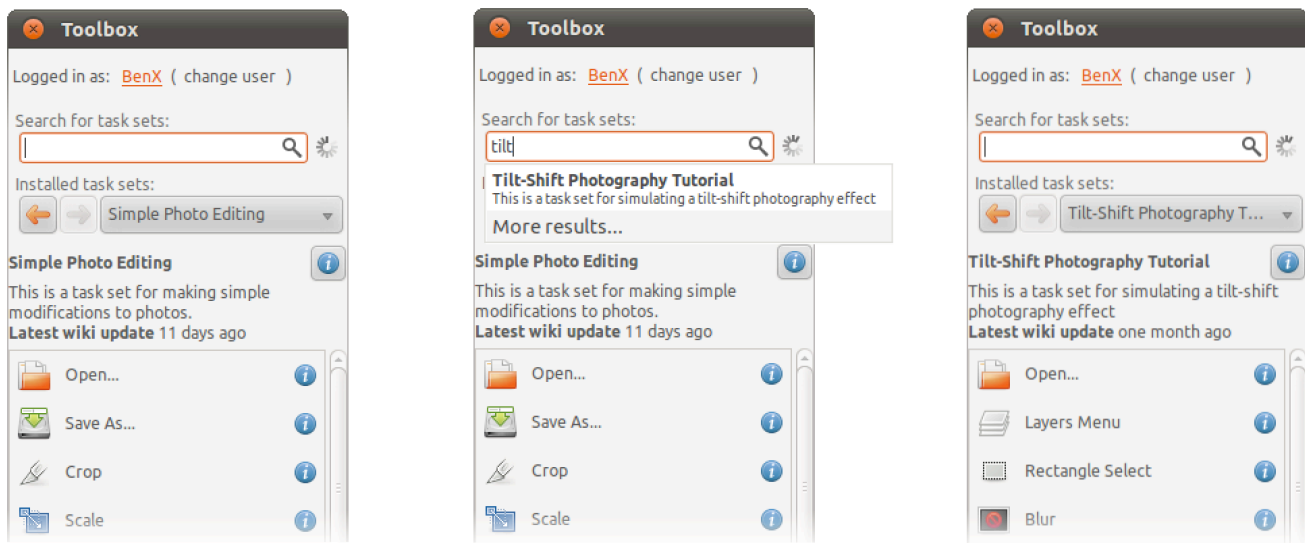 Toolbox
Logged in as: BenX ( change user )
Search for task sets:
Installed task sets:
Simple Photo Editing
Simple Photo Editing
This is a task set for making simple
modifications to photos.
Latest wiki update 11 days ago
Open...
Save As...
Crop
Scale
Toolbox
Logged in as: BenX ( change user )
Search for task sets:
tilt
Tilt-Shift Photography Tutorial
This is a task set for simulating a tilt-shift photography effect
More results...
Simple Photo Editing
This is a task set for making simple
modifications to photos.
Latest wiki update 11 days ago
Open...
Save As...
Crop
Scale
Toolbox
Logged in as: BenX ( change user )
Search for task sets:
Installed task sets:
Tilt-Shift Photography T...
Tilt-Shift Photography Tutorial
This is a task set for simulating a tilt-shift
photography effect
Latest wiki update one month ago
Open...
Layers Menu
Rectangle Select
Blur